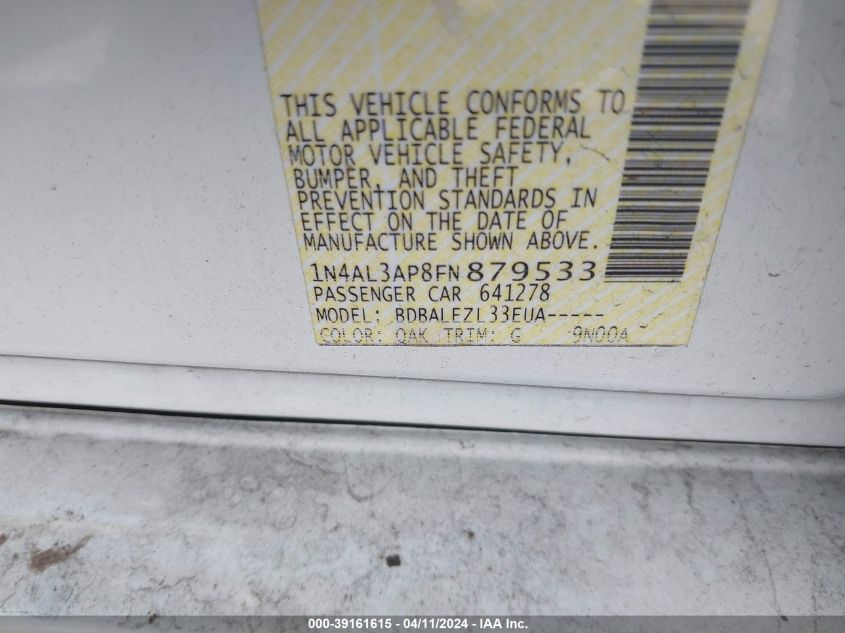 THIS VEHICLE CONFORMS TO
ALL APPLICABLE FEDERAL
MOTOR VEHICLE SAFETY,
BUMPER, AND THEFT
PREVENTION STANDARDS IN
EFFECT ON THE DATE OF
MANUFACTURE SHOWN ABOVE.
1N4AL3AP8FN879533
PASSENGER CAR 641278
MODEL: BDBALEZL33EUA-----
COLOR: QAK TRIM: G 9N00A
000-39161615 - 04/11/2024 - IAA Inc.